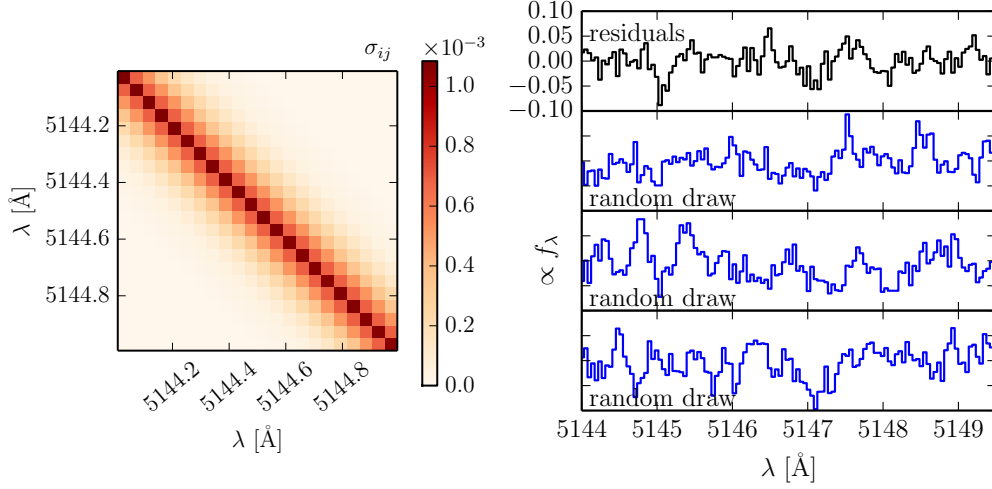 σij
×10−3
5144.2
5144.4
5144.6
5144.8
λ [Å]
5144.2
5144.4
5144.6
5144.8
λ [Å]
1.0
0.8
0.6
0.4
0.2
0.0
0.10
0.05
0.00
−0.05
−0.10
residuals
random draw
random draw
random draw
∝ fλ
5144
5145
5146
5147
5148
5149
λ [Å]